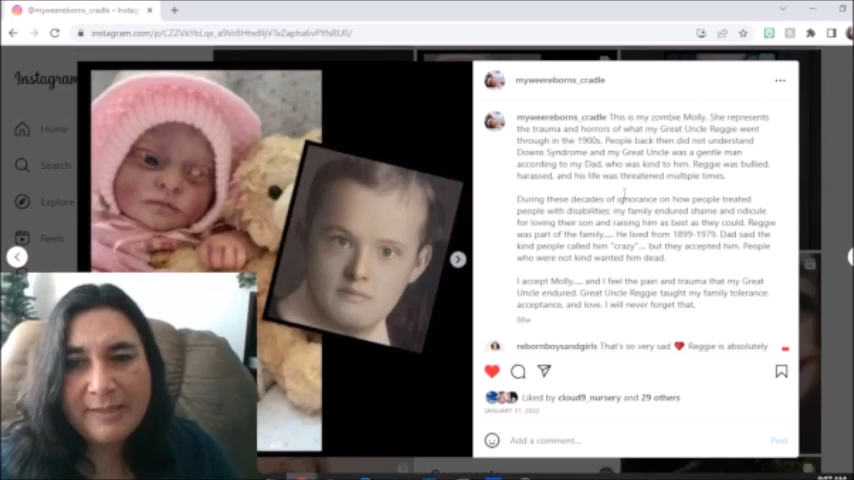 @myweereborns_cradle • Instag
instagram.com/p/
Instagram
Home
Search
Explore
Reels
myweereborns_cradle
myweereborns_cradle This is my zombie Molly. She represents
the trauma and horrors of what my Great Uncle Reggie went
through in the 1900s. People back then did not understand
Downs Syndrome and my Great Uncle was a gentle man
according to my Dad, who was kind to him. Reggie was bullied,
harassed, and his life was threatened multiple times.
During these decades of ignorance on how people treated
people with disabilities; my family endured shame and ridicule
for loving their son and raising him as best as they could. Reggie
was part of the family..... He lived from 1899-1979. Dad said the
kind people called him "crazy"... but they accepted him. People
who were not kind wanted him dead.
I accept Molly..... and I feel the pain and trauma that my Great
Uncle endured. Great Uncle Reggie taught my family tolerance,
acceptance, and love. I will never forget that.
rebornboysandgirls That's so very sad ❤ Reggie is absolutely
Liked by cloud9_nursery and 29 others
JANUARY 31, 2022
Add a comment...
Post